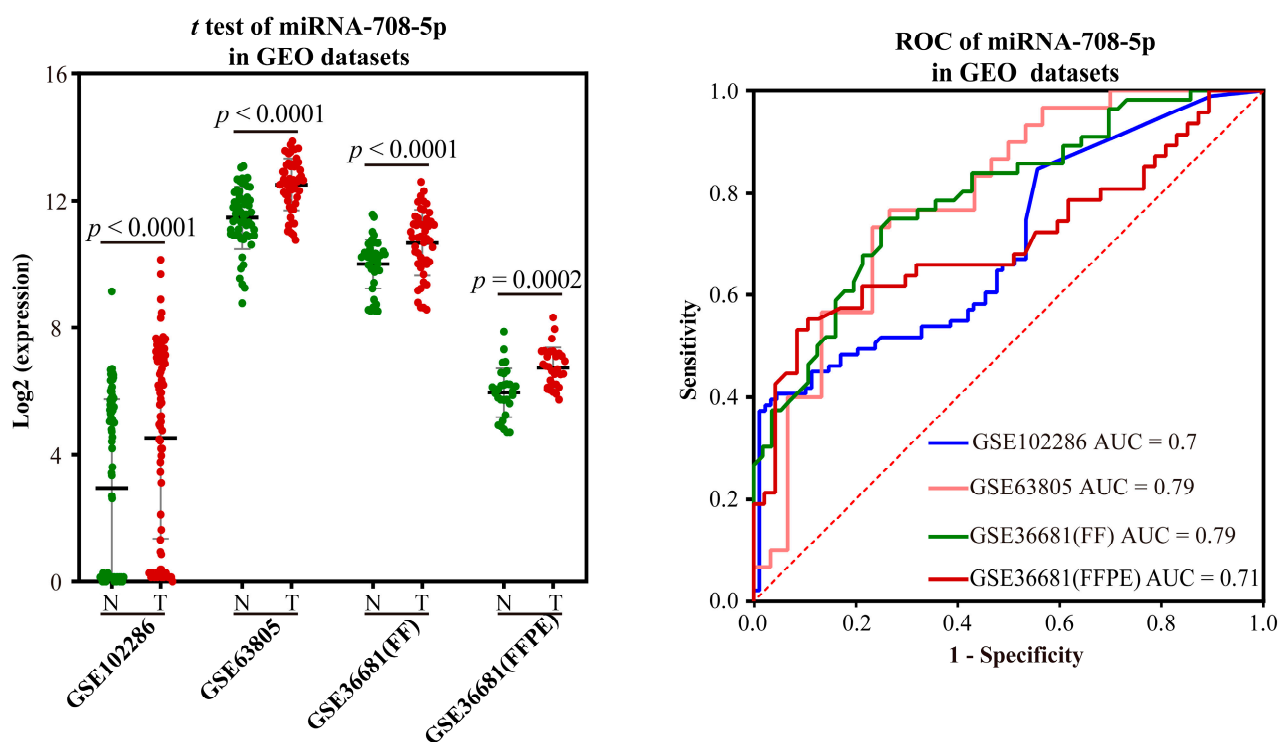 t test of miRNA-708-5p
in GEO datasets
Log2 (expression)
16
12
8
4
0
p < 0.0001
p < 0.0001
p < 0.0001
p = 0.0002
N T N T N T N T
GSE102286
GSE63805
GSE36681(FF)
GSE36681(FFPE)
ROC of miRNA-708-5p
in GEO datasets
Sensitivity
1.0
0.8
0.6
0.4
0.2
0.0
GSE102286 AUC = 0.7
GSE63805 AUC = 0.79
GSE36681(FF) AUC = 0.79
GSE36681(FFPE) AUC = 0.71
0.0 0.2 0.4 0.6 0.8 1.0
1 - Specificity